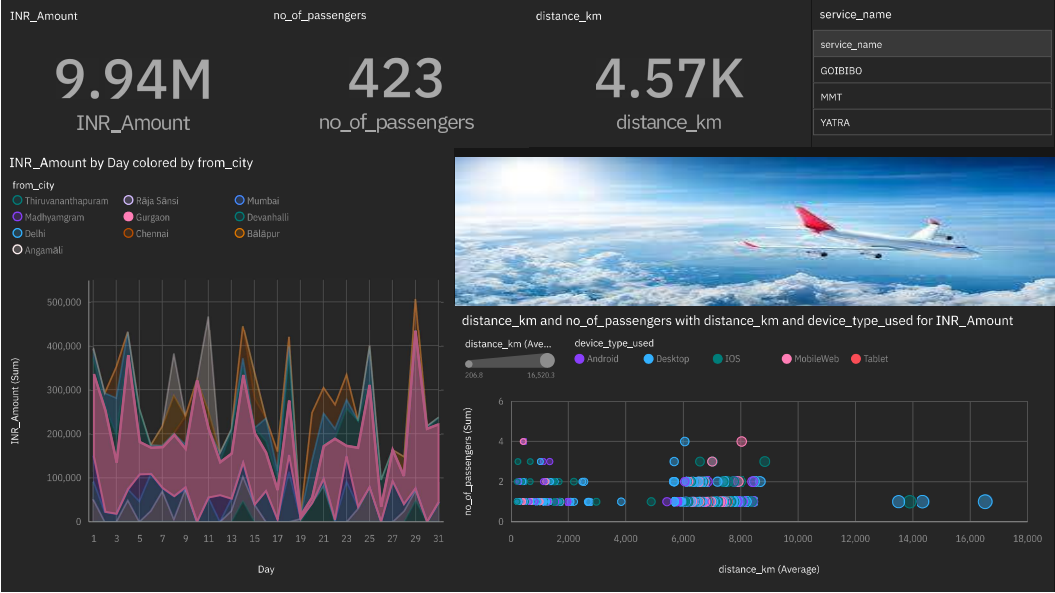 INR_Amount
no_of_passengers
distance_km
service_name
9.94M
INR_Amount
423
no_of_passengers
4.57K
distance_km
service_name
GOIBIBO
MMT
YATRA
INR_Amount by Day colored by from_city
from_city
Thiruvananthapuram
Rāja Sānsi
Mumbai
Madhyamgram
Gurgaon
Devanhalli
Delhi
Chennai
Bālāpur
Angamāli
INR_Amount (Sum)
500,000
400,000
300,000
200,000
100,000
0
1 3 5 7 9 11 13 15 17 19 21 23 25 27 29 31
Day
distance_km and no_of_passengers with distance_km and device_type_used for INR_Amount
distance_km (Ave...
206.8 16,520.3
device_type_used
Android Desktop IOS MobileWeb Tablet
no_of_passengers (Sum)
6
4
2
0
0 2,000 4,000 6,000 8,000 10,000 12,000 14,000 16,000 18,000
distance_km (Average)